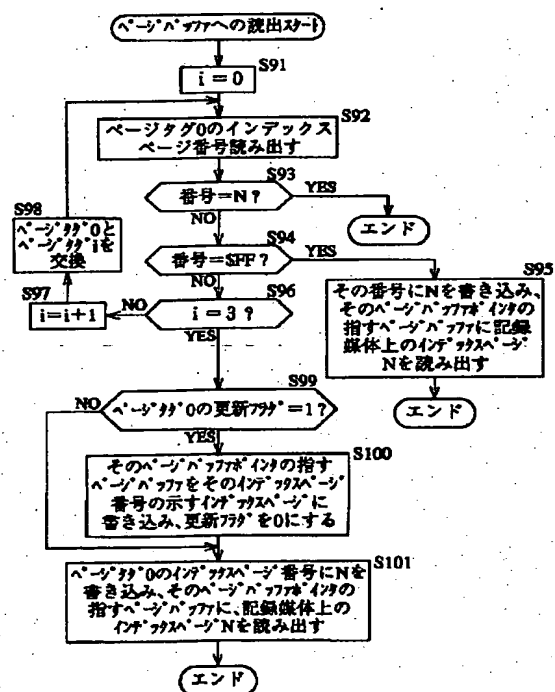 ページバッファへの読出スタート
S91
i=0
S92
ページタグ0のインデックス
ページ番号読み出す
S93
番号=N?
YES
エンド
NO
S94
番号=$FF?
YES
S95
その番号にNを書き込み、
そのページバッファポインタの
指すページバッファに記録
媒体上のインデックスページ
Nを読み出す
エンド
NO
S96
i=3?
NO
S97
i=i+1
S98
ページタグ0と
ページタグiを
交換
YES
S99
ページタグ0の更新フラグ=1?
NO
YES
S100
そのページバッファポインタの指す
ページバッファをそのインデックスページ
番号の示すインデックスページに
書き込み、更新フラグを0にする
S101
ページタグ0のインデックスページ番号にNを
書き込み、そのページバッファポインタの
指すページバッファに、記録媒体上の
インデックスページNを読み出す
エンド